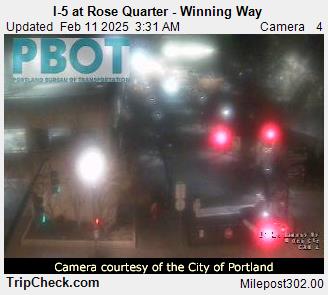 I-5 at Rose Quarter - Winning Way
Updated Feb 11 2025 3:31 AM Camera 4
PBOT
PORTLAND BUREAU OF TRANSPORTATION
Camera courtesy of the City of Portland
TripCheck.com Milepost302.00